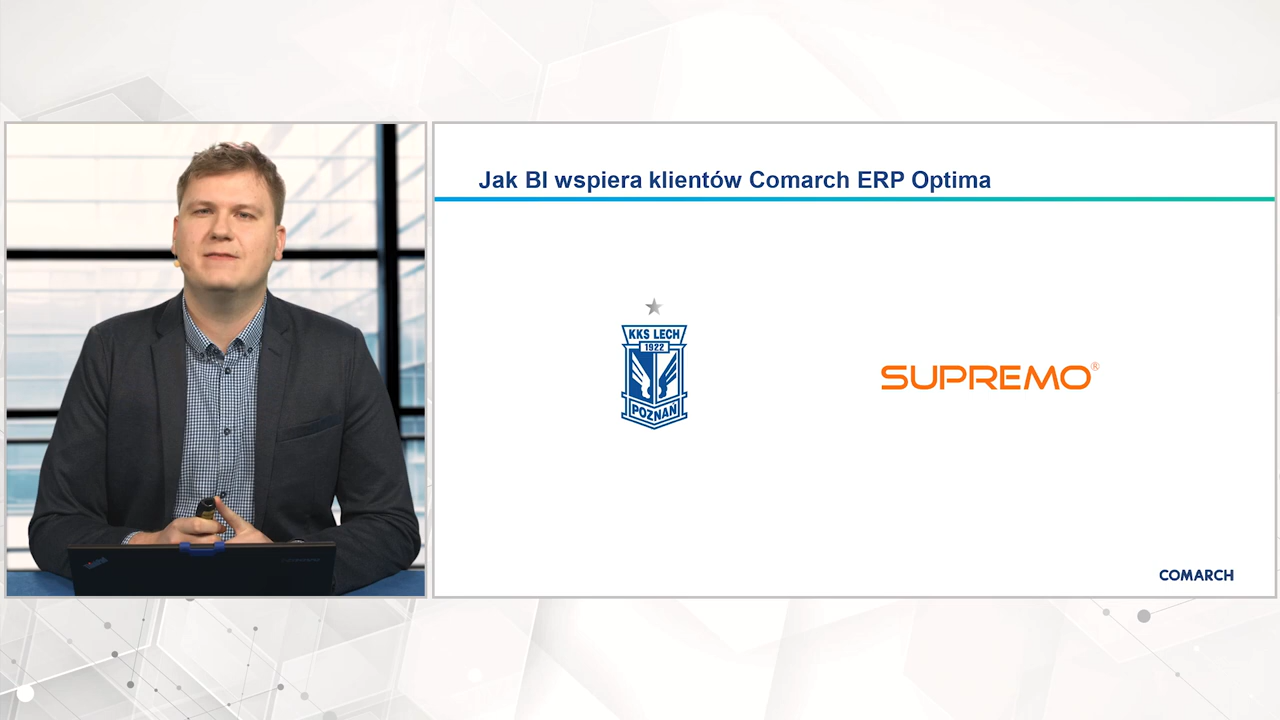 Jak BI wspiera klientów Comarch ERP Optima
KKS LECH
1922
POZNAŃ
SUPREMO®
COMARCH